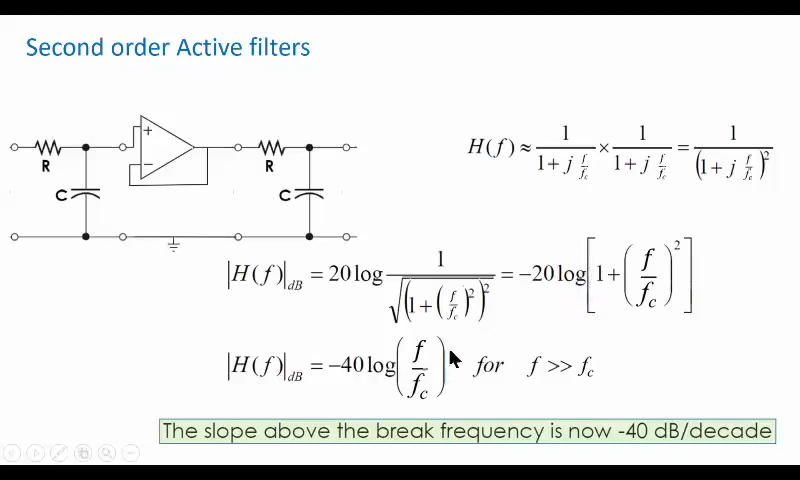 Second order Active filters
R
C
+
−
R
C
H(f) ≈ 1/(1 + j f/f_c) × 1/(1 + j f/f_c) = 1/(1 + j f/f_c)²
|H(f)|_dB = 20 log 1/√((1 + (f/f_c)²)²) = −20 log[1 + (f/f_c)²]
|H(f)|_dB = −40 log(f/f_c) for f >> f_c
The slope above the break frequency is now -40 dB/decade